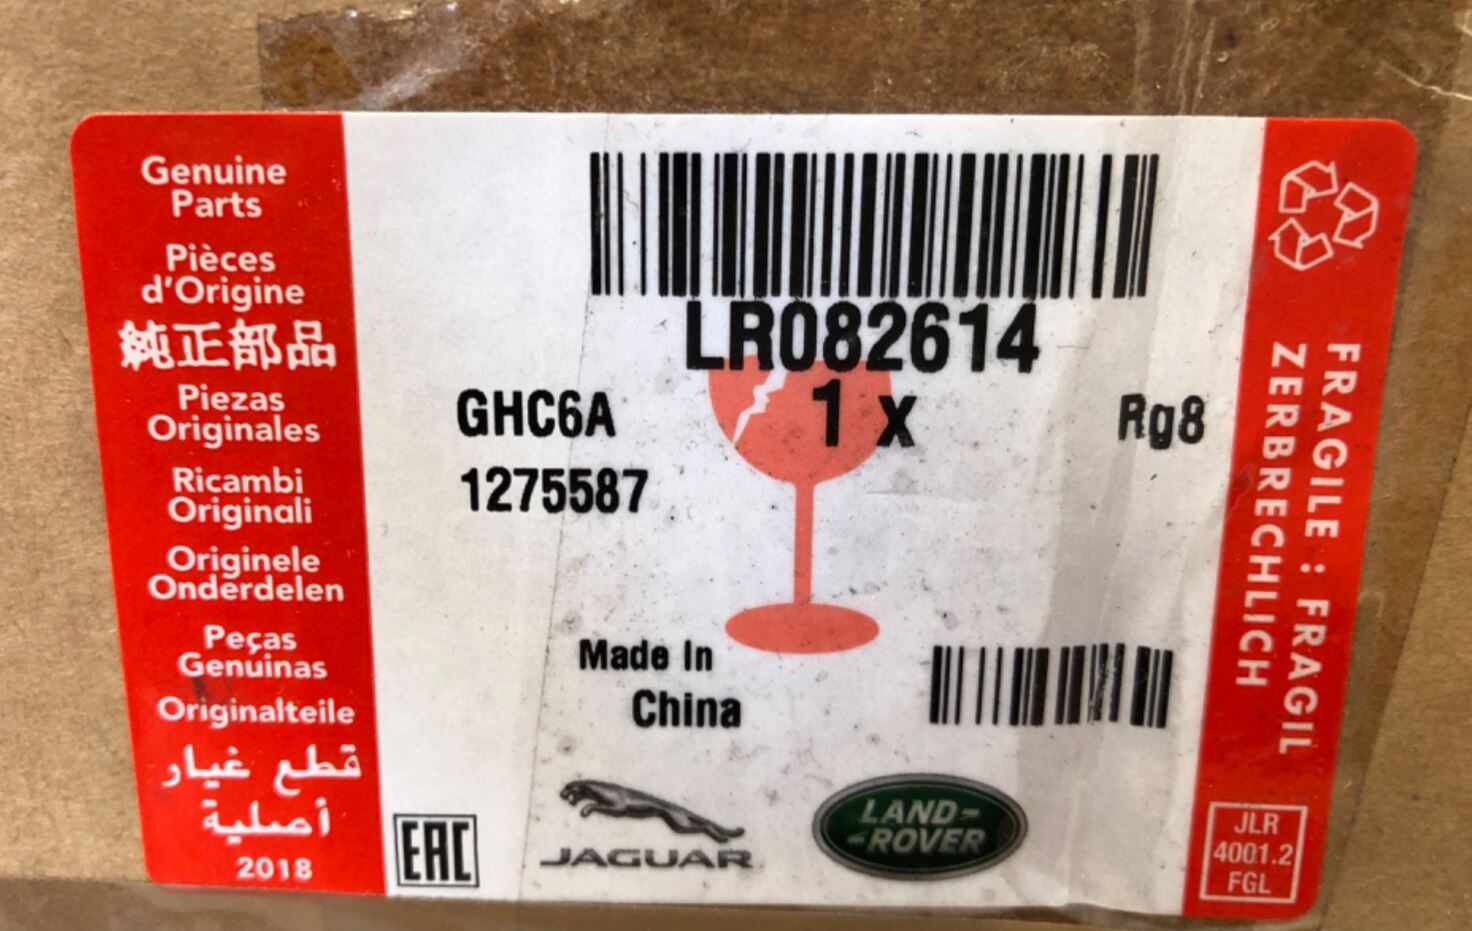 Genuine
Parts
Pièces
d'Origine
純正部品
Piezas
Originales
Ricambi
Originali
Originele
Onderdelen
Peças
Genuinas
Originalteile
قطع غيار
أصلية
2018
LR082614
GHC6A
1 x
Rg8
1275587
Made In
China
EAC
JAGUAR
LAND-
-ROVER
FRAGILE : FRAGIL
ZERBRECHLICH
JLR
4001.2
FGL